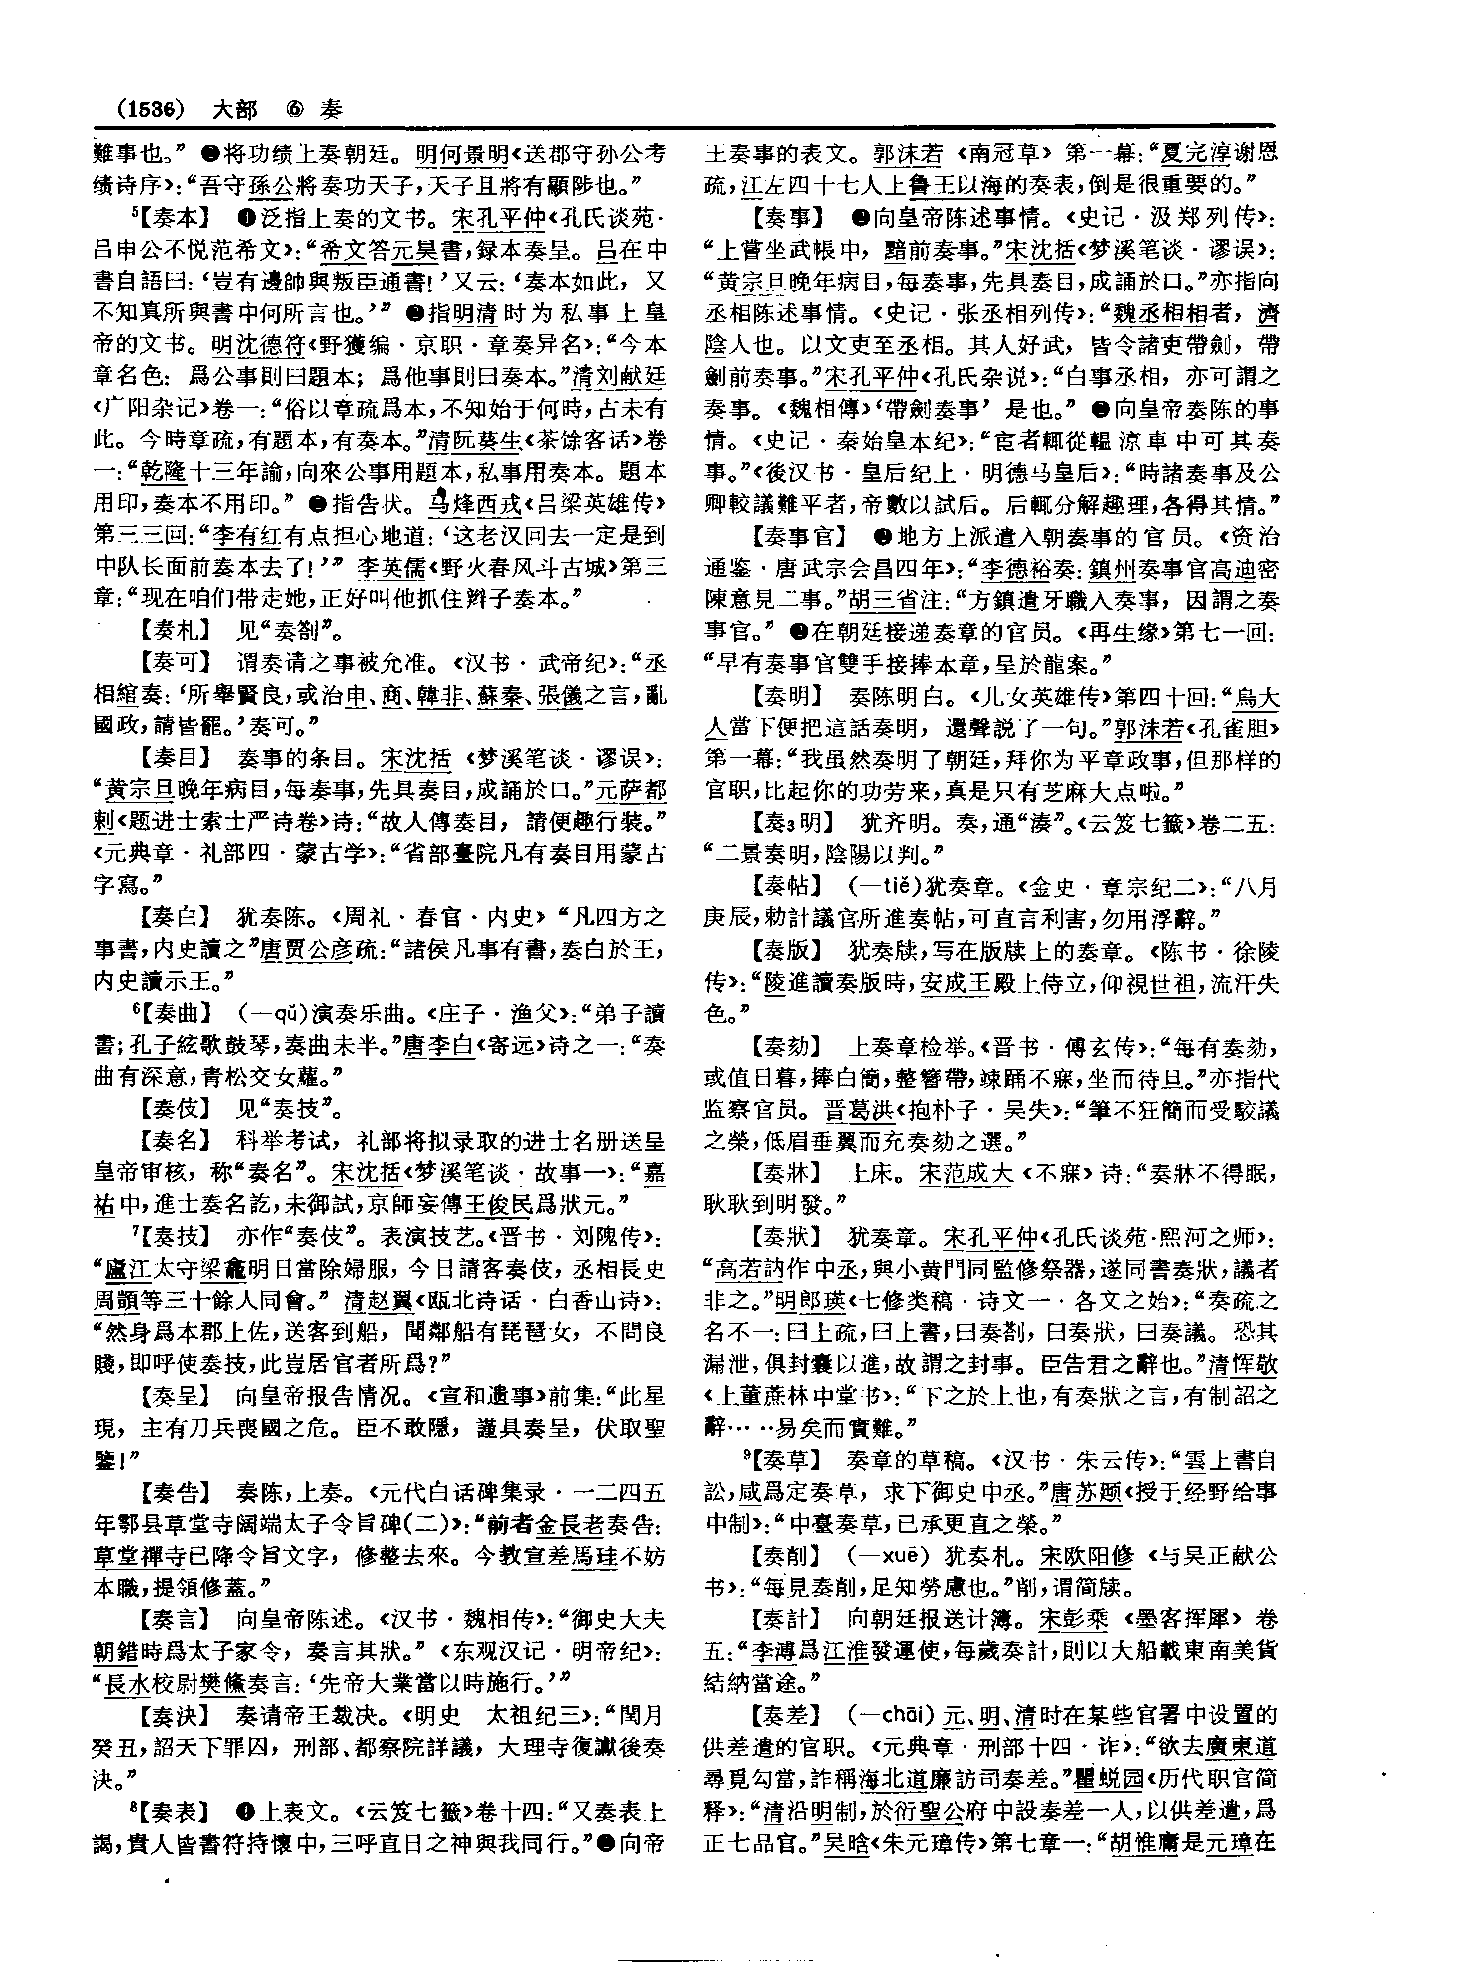 (1536) 大部 ⑥ 奏
難事也。”❷将功绩上奏朝廷。明何景明《送郡守孙公考
绩诗序》：“吾守孫公將奏功天子，天子且將有顯陟也。”
⁵【奏本】 ❶泛指上奏的文书。宋孔平仲《孔氏谈苑·
吕申公不悦范希文》：“希文答元昊書，録本奏呈。吕在中
書自語曰：‘豈有邊帥與叛臣通書！’又云：‘奏本如此，又
不知真所與書中何所言也。’”❷指明清时为私事上皇
帝的文书。明沈德符《野獲编·京职·章奏异名》：“今本
章名色：爲公事則曰題本；爲他事則曰奏本。”清刘献廷
《广阳杂记》卷一：“俗以章疏爲本，不知始于何時，古未有
此。今時章疏，有題本，有奏本。”清阮葵生《茶馀客话》卷
一：“乾隆十三年諭，向來公事用題本，私事用奏本。題本
用印，奏本不用印。”❸指告状。马烽西戎《吕梁英雄传》
第三三回：“李有红有点担心地道：‘这老汉回去一定是到
中队长面前奏本去了！’”李英儒《野火春风斗古城》第三
章：“现在咱们带走她，正好叫他抓住辫子奏本。”
【奏札】 见“奏劄”。
【奏可】 谓奏请之事被允准。《汉书·武帝纪》：“丞
相綰奏：‘所舉賢良，或治申、商、韓非、蘇秦、張儀之言，亂
國政，請皆罷。’奏可。”
【奏目】 奏事的条目。宋沈括《梦溪笔谈·谬误》：
“黄宗旦晚年病目，每奏事，先具奏目，成誦於口。”元萨都
剌《题进士索士严诗卷》诗：“故人傳奏目，請便趣行装。”
《元典章·礼部四·蒙古学》：“省部臺院凡有奏目用蒙古
字寫。”
【奏白】 犹奏陈。《周礼·春官·内史》“凡四方之
事書，内史讀之”唐贾公彦疏：“諸侯凡事有書，奏白於王，
内史讀示王。”
⁶【奏曲】 （—qǔ）演奏乐曲。《庄子·渔父》：“弟子讀
書；孔子絃歌鼓琴，奏曲未半。”唐李白《寄远》诗之一：“奏
曲有深意，青松交女蘿。”
【奏伎】 见“奏技”。
【奏名】 科举考试，礼部将拟录取的进士名册送呈
皇帝审核，称“奏名”。宋沈括《梦溪笔谈·故事一》：“嘉
祐中，進士奏名訖，未御試，京師妄傳王俊民爲狀元。”
⁷【奏技】 亦作“奏伎”。表演技艺。《晋书·刘隗传》：
“廬江太守梁龕明日當除婦服，今日請客奏伎，丞相長史
周顗等三十餘人同會。”清赵翼《瓯北诗话·白香山诗》：
“然身爲本郡上佐，送客到船，聞鄰船有琵琶女，不問良
賤，即呼使奏技，此豈居官者所爲？”
【奏呈】 向皇帝报告情况。《宣和遗事》前集：“此星
現，主有刀兵喪國之危。臣不敢隱，謹具奏呈，伏取聖
鑒！”
【奏告】 奏陈，上奏。《元代白话碑集录·一二四五
年鄠县草堂寺阔端太子令旨碑（二）》：“前者金長老奏告：
草堂禪寺已降令旨文字，修整去來。今教宣差馬珪不妨
本職，提領修蓋。”
【奏言】 向皇帝陈述。《汉书·魏相传》：“御史大夫
朝錯時爲太子家令，奏言其狀。”《东观汉记·明帝纪》：
“長水校尉樊儵奏言：‘先帝大業當以時施行。’”
【奏決】 奏请帝王裁决。《明史 太祖纪三》：“閏月
癸丑，詔天下罪囚，刑部、都察院詳議，大理寺復讞後奏
決。”
⁸【奏表】 ❶上表文。《云笈七籤》卷十四：“又奏表上
謁，貴人皆書符持懷中，三呼直日之神與我同行。”❷向帝
王奏事的表文。郭沫若《南冠草》第一幕：“夏完淳谢恩
疏，江左四十七人上鲁王以海的奏表，倒是很重要的。”
【奏事】 ❶向皇帝陈述事情。《史记·汲郑列传》：
“上嘗坐武帳中，黯前奏事。”宋沈括《梦溪笔谈·谬误》：
“黄宗旦晚年病目，每奏事，先具奏目，成誦於口。”亦指向
丞相陈述事情。《史记·张丞相列传》：“魏丞相相者，濟
陰人也。以文吏至丞相。其人好武，皆令諸吏帶劍，帶
劍前奏事。”宋孔平仲《孔氏杂说》：“白事丞相，亦可謂之
奏事。《魏相傳》‘帶劍奏事’是也。”❷向皇帝奏陈的事
情。《史记·秦始皇本纪》：“宦者輒從轀涼車中可其奏
事。”《後汉书·皇后纪上·明德马皇后》：“時諸奏事及公
卿較議難平者，帝數以試后。后輒分解趣理，各得其情。”
【奏事官】 ❶地方上派遣入朝奏事的官员。《资治
通鉴·唐武宗会昌四年》：“李德裕奏：鎮州奏事官高迪密
陳意見二事。”胡三省注：“方鎮遣牙職入奏事，因謂之奏
事官。”❷在朝廷接递奏章的官员。《再生缘》第七一回：
“早有奏事官雙手接捧本章，呈於龍案。”
【奏明】 奏陈明白。《儿女英雄传》第四十回：“烏大
人當下便把這話奏明，還聲説了一句。”郭沫若《孔雀胆》
第一幕：“我虽然奏明了朝廷，拜你为平章政事，但那样的
官职，比起你的功劳来，真是只有芝麻大点啦。”
【奏₃明】 犹齐明。奏，通“湊”。《云笈七籤》卷二五：
“二景奏明，陰陽以判。”
【奏帖】 （—tiě）犹奏章。《金史·章宗纪二》：“八月
庚辰，勅計議官所進奏帖，可直言利害，勿用浮辭。”
【奏版】 犹奏牍，写在版牍上的奏章。《陈书·徐陵
传》：“陵進讀奏版時，安成王殿上侍立，仰視世祖，流汗失
色。”
【奏劾】 上奏章检举。《晋书·傅玄传》：“每有奏劾，
或值日暮，捧白簡，整簪帶，竦踊不寐，坐而待旦。”亦指代
监察官员。晋葛洪《抱朴子·吴失》：“筆不狂簡而受駮議
之榮，低眉垂翼而充奏劾之選。”
【奏牀】 上床。宋范成大《不寐》诗：“奏牀不得眠，
耿耿到明發。”
【奏狀】 犹奏章。宋孔平仲《孔氏谈苑·熙河之师》：
“高若訥作中丞，與小黄門同監修祭器，遂同書奏狀，議者
非之。”明郎瑛《七修类稿·诗文一·各文之始》：“奏疏之
名不一：曰上疏，曰上書，曰奏劄，曰奏狀，曰奏議。恐其
漏泄，俱封囊以進，故謂之封事。臣告君之辭也。”清恽敬
《上董蔗林中堂书》：“下之於上也，有奏狀之言，有制詔之
辭……易矣而實難。”
⁹【奏草】 奏章的草稿。《汉书·朱云传》：“雲上書自
訟，咸爲定奏草，求下御史中丞。”唐苏颋《授于经野给事
中制》：“中臺奏草，已承更直之榮。”
【奏削】 （—xuē）犹奏札。宋欧阳修《与吴正献公
书》：“每見奏削，足知勞慮也。”削，谓简牍。
【奏計】 向朝廷报送计簿。宋彭乘《墨客挥犀》卷
五：“李溥爲江淮發運使，每歲奏計，則以大船載東南美貨
結納當途。”
【奏差】 （—chāi）元、明、清时在某些官署中设置的
供差遣的官职。《元典章·刑部十四·诈》：“欲去廣東道
尋覓勾當，詐稱海北道廉訪司奏差。”瞿蜕园《历代职官简
释》：“清沿明制，於衍聖公府中設奏差一人，以供差遣，爲
正七品官。”吴晗《朱元璋传》第七章一：“胡惟庸是元璋在